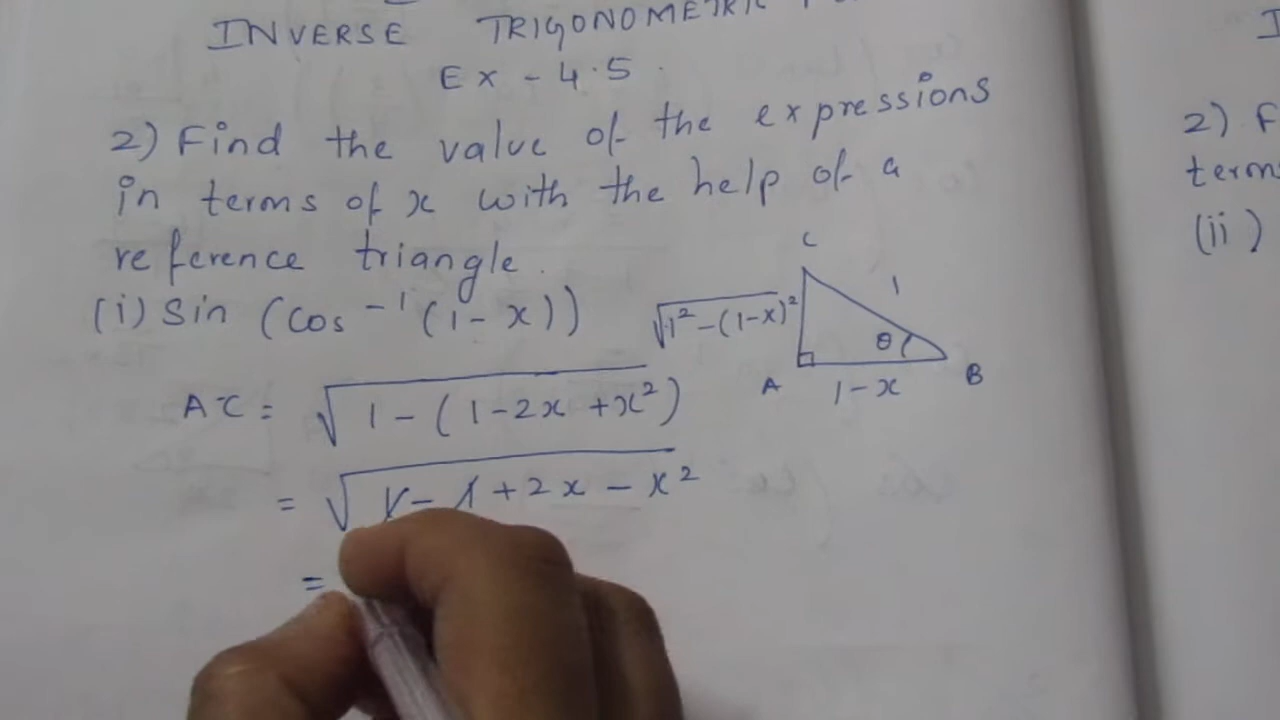 INVERSE TRIGONOMETRIC
Ex - 4.5
2) Find the value of the expressions
in terms of x with the help of a
reference triangle.
(i) Sin (cos⁻¹(1-x))
C
1
√1²-(1-x)²
θ
A
1-x
B
AC = √1-(1-2x+x²)
= √1-1+2x-x²
=
2) F
term
(ii)